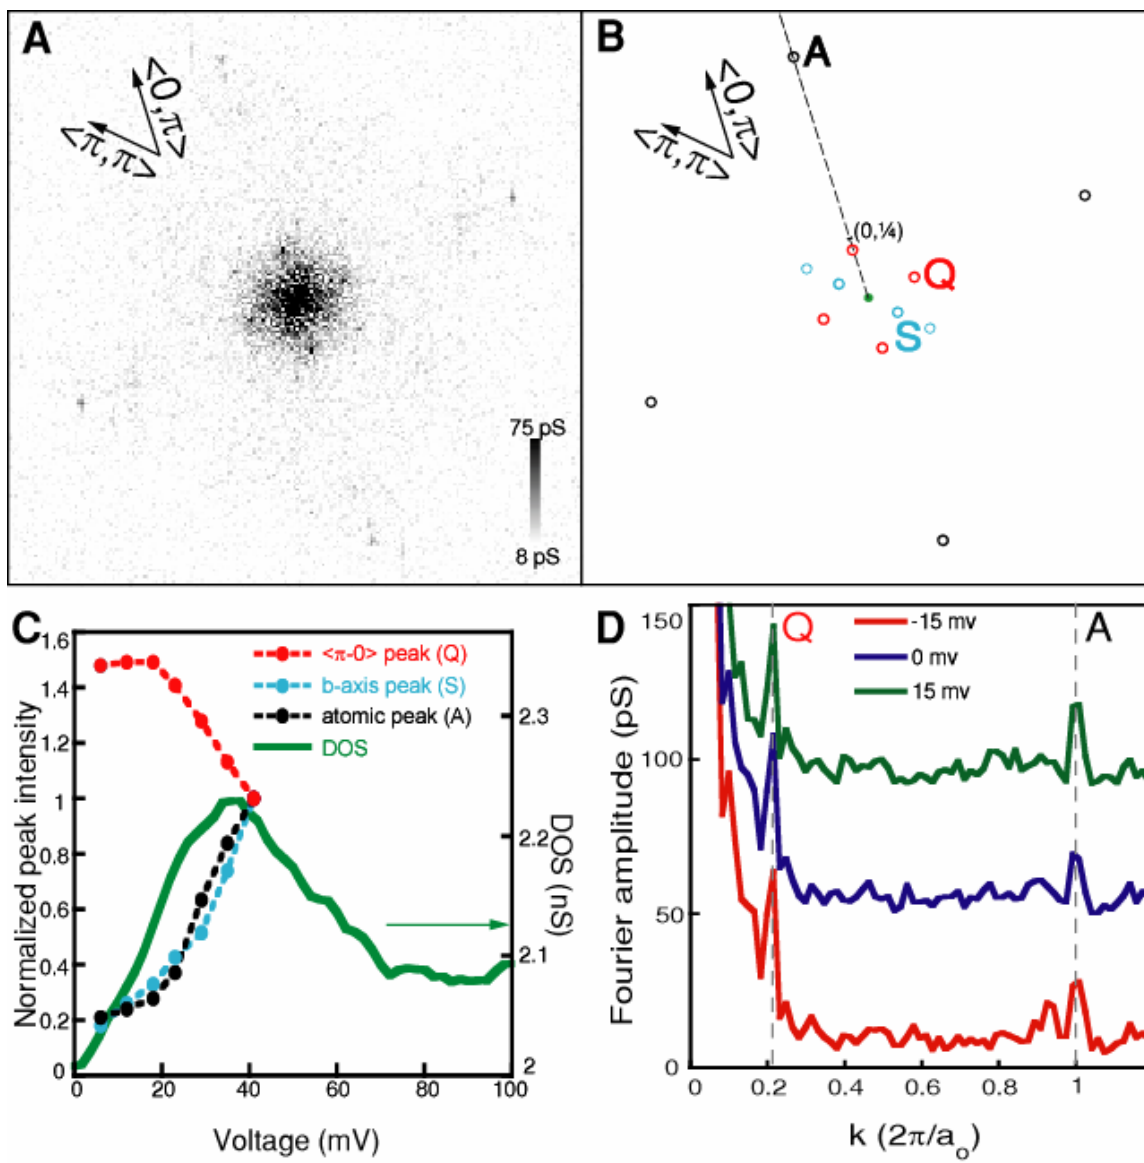 A
<0,π>
<π,π>
75 pS
8 pS
B
A
<0,π>
<π,π>
(0,¼)
Q
S
C
1.6
1.4
1.2
1
0.8
0.6
0.4
0.2
0
Normalized peak intensity
<π-0> peak (Q)
b-axis peak (S)
atomic peak (A)
DOS
2.3
2.2
2.1
2
DOS (nS)
0
20
40
60
80
100
Voltage (mV)
D
150
100
50
0
Fourier amplitude (pS)
Q
A
-15 mv
0 mv
15 mv
0
0.2
0.4
0.6
0.8
1
k (2π/a₀)